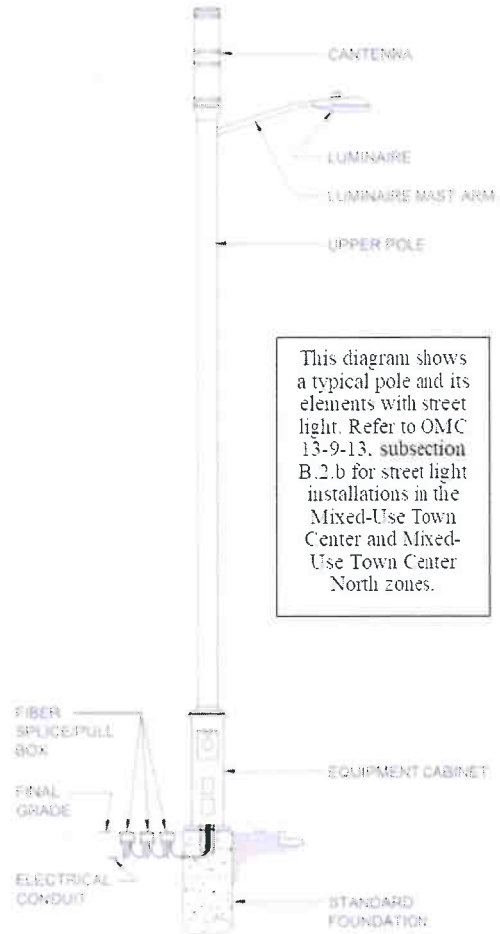 CANTENNA
LUMINAIRE
LUMINAIRE MAST ARM
UPPER POLE
This diagram shows
a typical pole and its
elements with street
light. Refer to OMC
13-9-13, subsection
B.2.b for street light
installations in the
Mixed-Use Town
Center and Mixed-
Use Town Center
North zones.
FIBER
SPLICE/PULL
BOX
FINAL
GRADE
EQUIPMENT CABINET
ELECTRICAL
CONDUIT
STANDARD
FOUNDATION